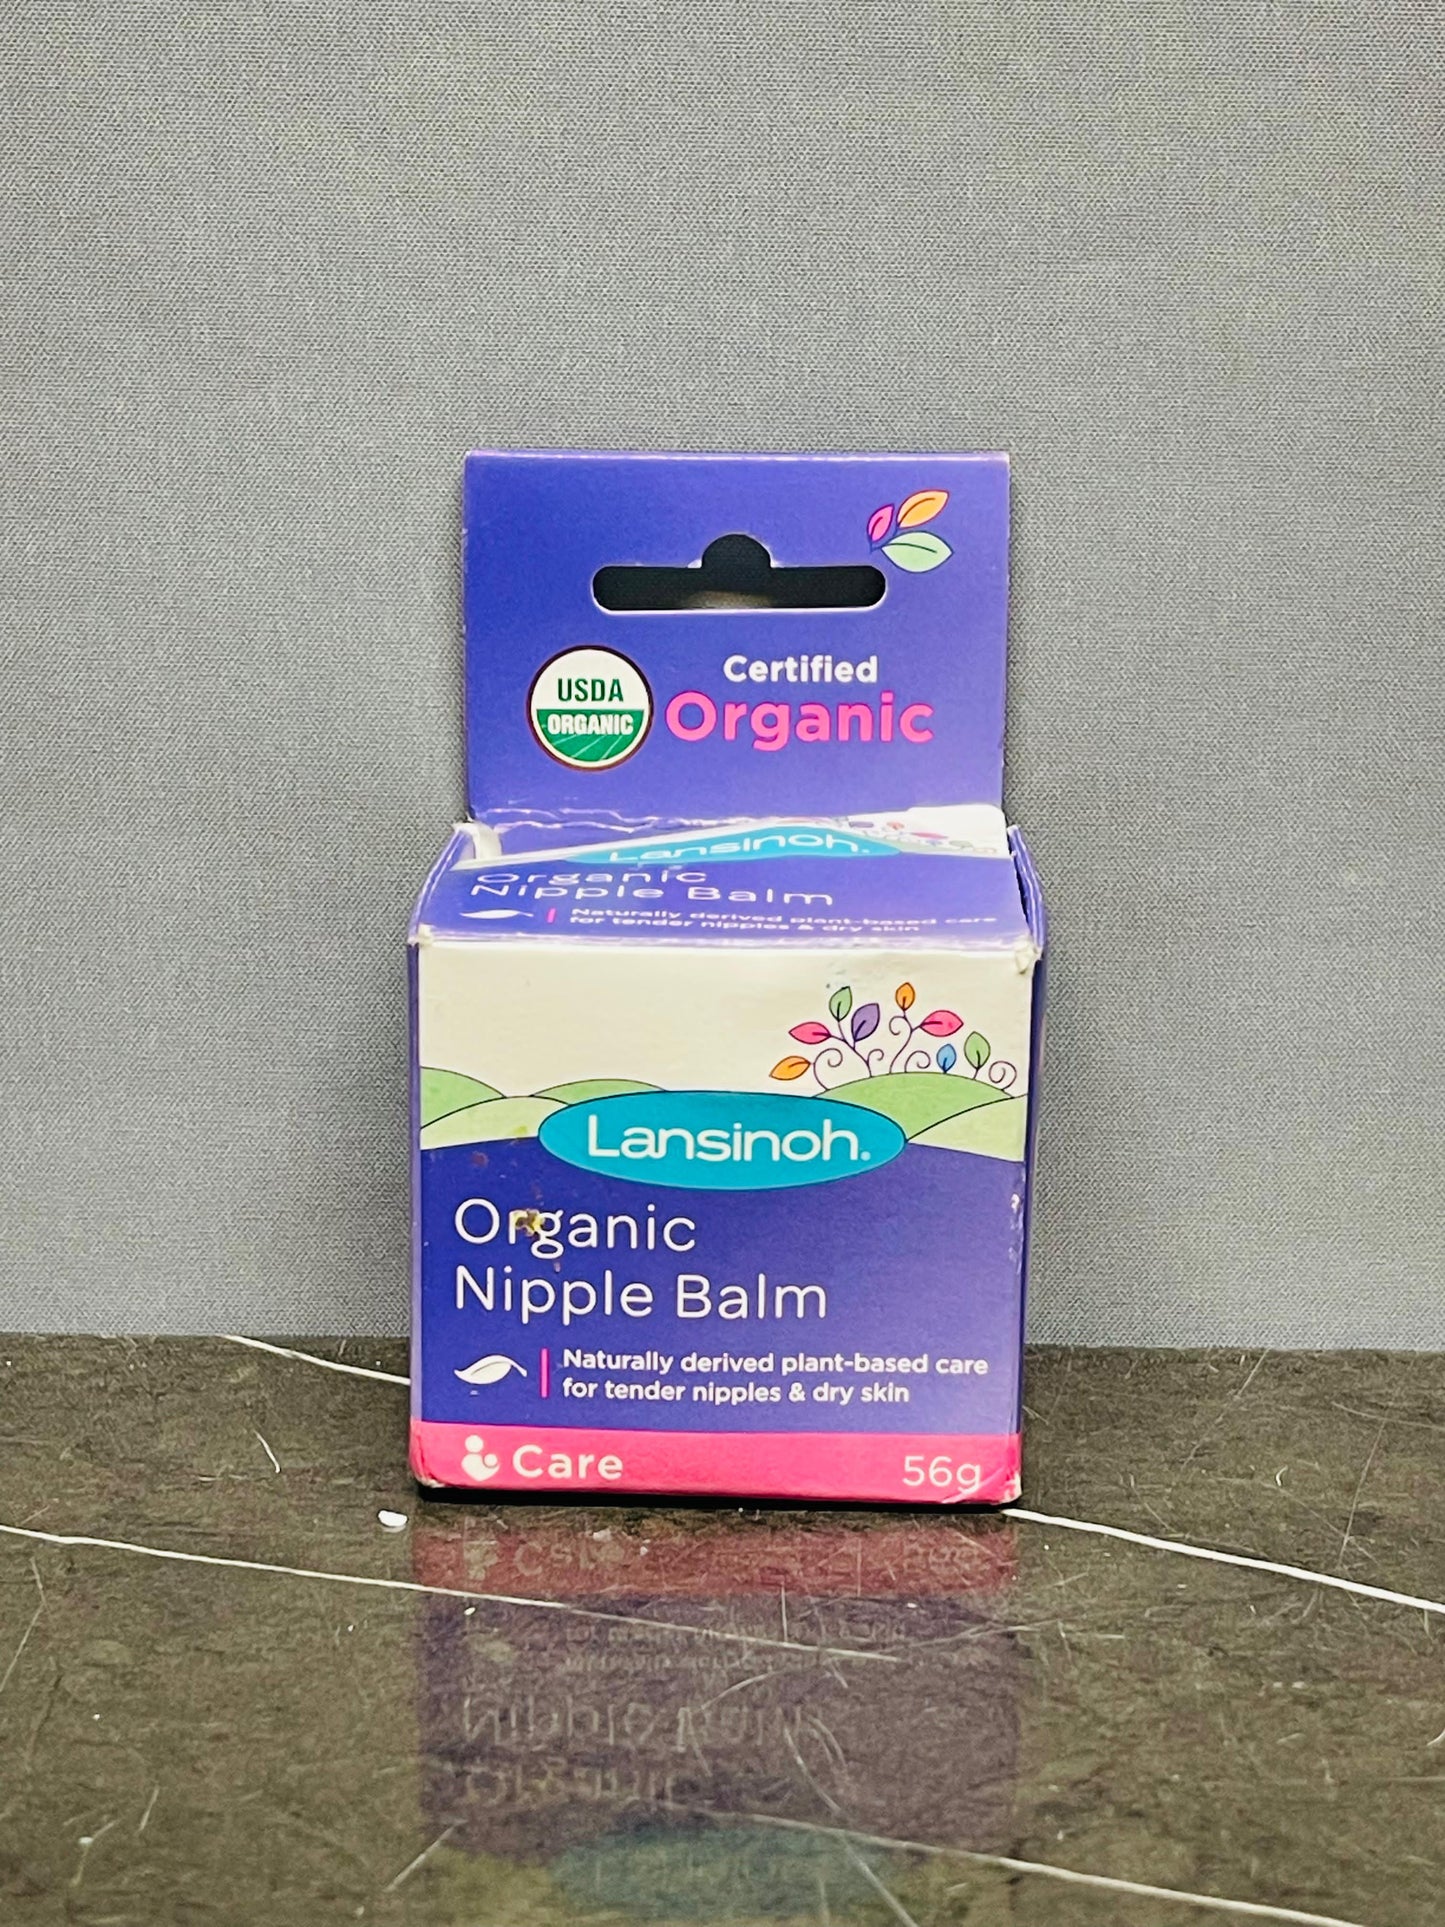 Certified
USDA
ORGANIC
Organic
Lansinoh.
Organic
Nipple Balm
Naturally derived plant-based care
for tender nipples & dry skin
Lansinoh.
Organic
Nipple Balm
Naturally derived plant-based care
for tender nipples & dry skin
Care
56g